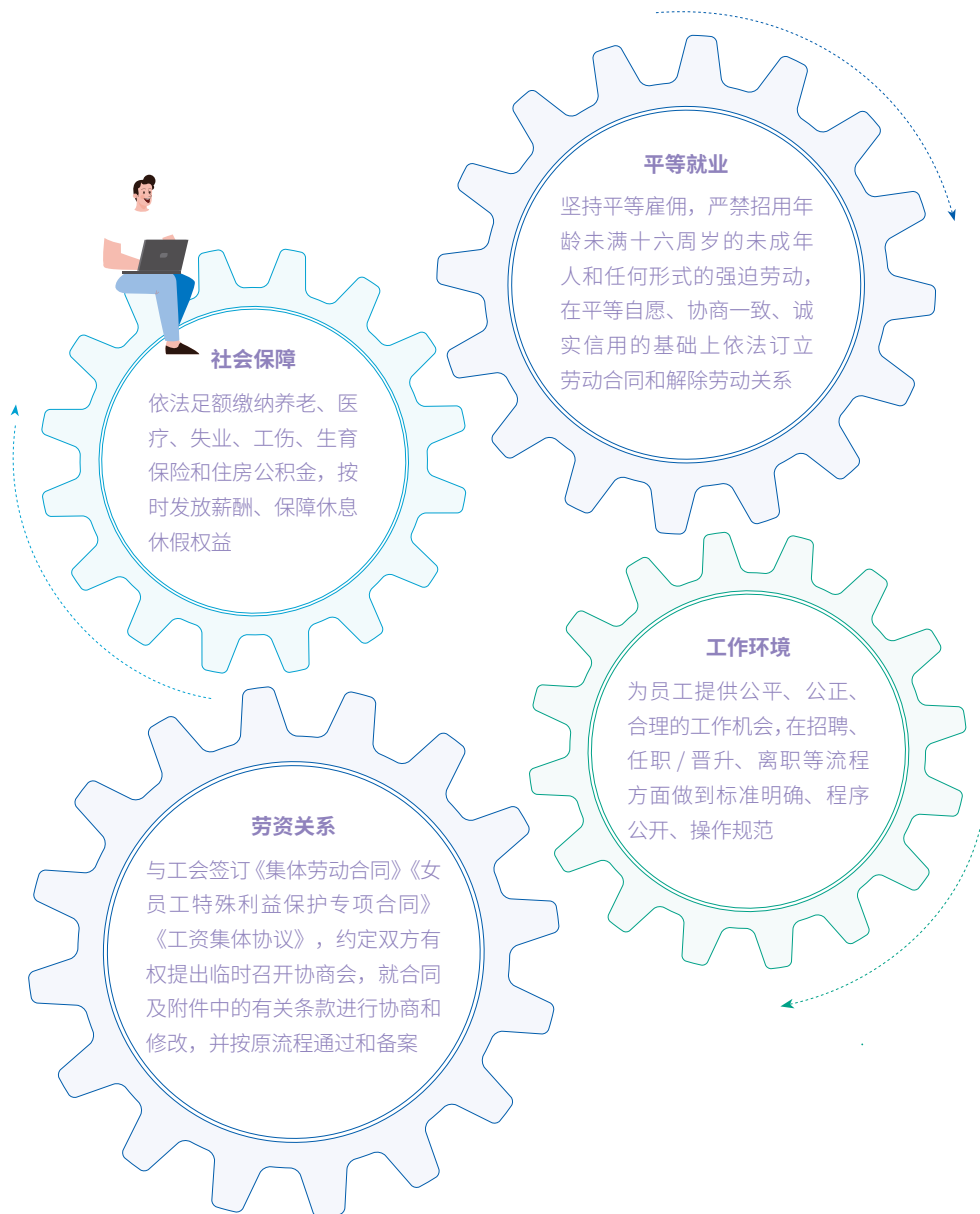 平等就业
坚持平等雇佣，严禁招用年
龄未满十六周岁的未成年
人和任何形式的强迫劳动，
在平等自愿、协商一致、诚
实信用的基础上依法订立
劳动合同和解除劳动关系
社会保障
依法足额缴纳养老、医
疗、失业、工伤、生育
保险和住房公积金，按
时发放薪酬、保障休息
休假权益
工作环境
为员工提供公平、公正、
合理的工作机会，在招聘、
任职 / 晋升、离职等流程
方面做到标准明确、程序
公开、操作规范
劳资关系
与工会签订《集体劳动合同》《女
员工特殊利益保护专项合同》
《工资集体协议》，约定双方有
权提出临时召开协商会，就合同
及附件中的有关条款进行协商和
修改，并按原流程通过和备案